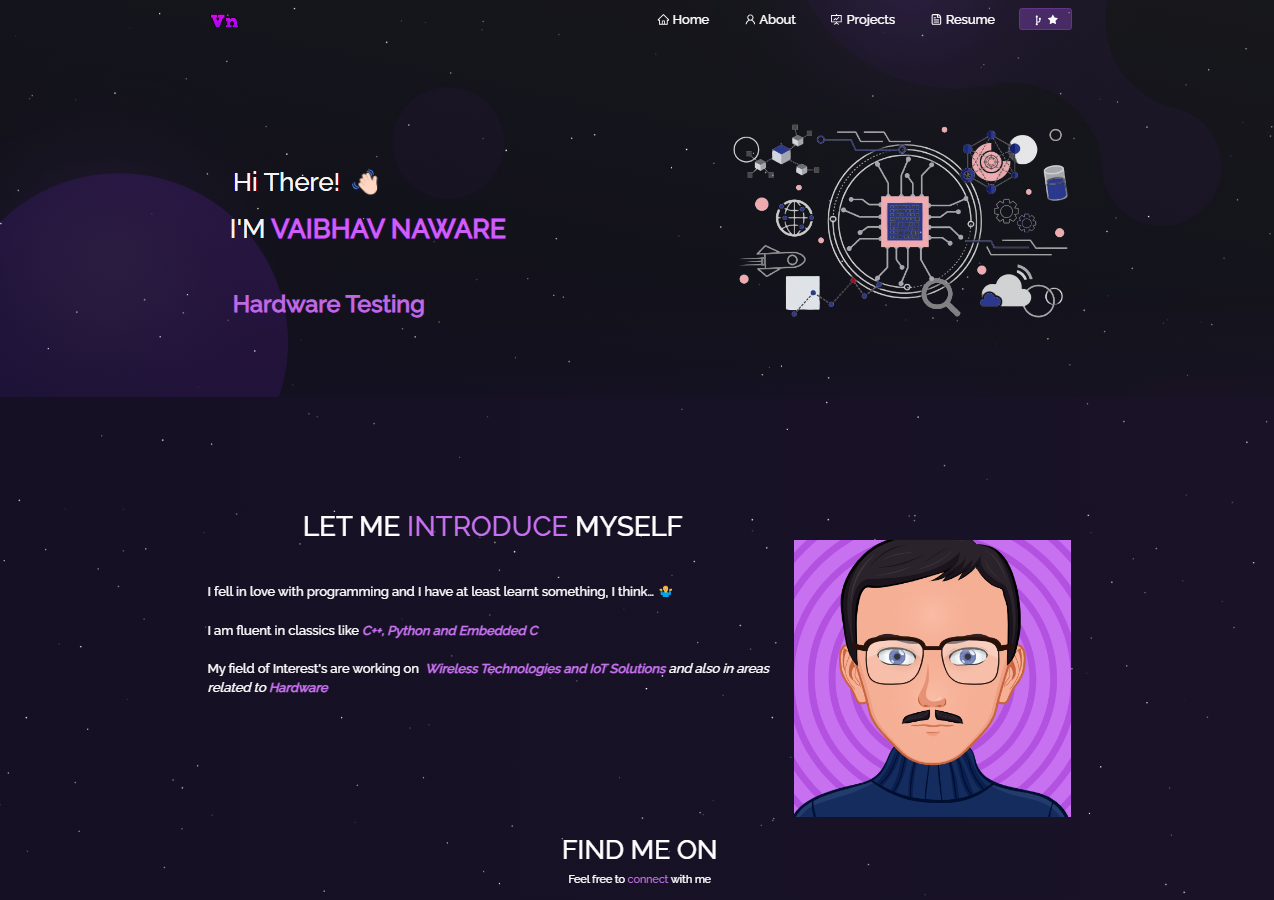 Vn
Home
About
Projects
Resume
Hi There! 👋🏻
I'M VAIBHAV NAWARE
Hardware Testing
LET ME INTRODUCE MYSELF
I fell in love with programming and I have at least learnt something, I think… 🤷‍♂️
I am fluent in classics like C++, Python and Embedded C
My field of Interest's are working on Wireless Technologies and IoT Solutions and also in areas
related to Hardware
FIND ME ON
Feel free to connect with me